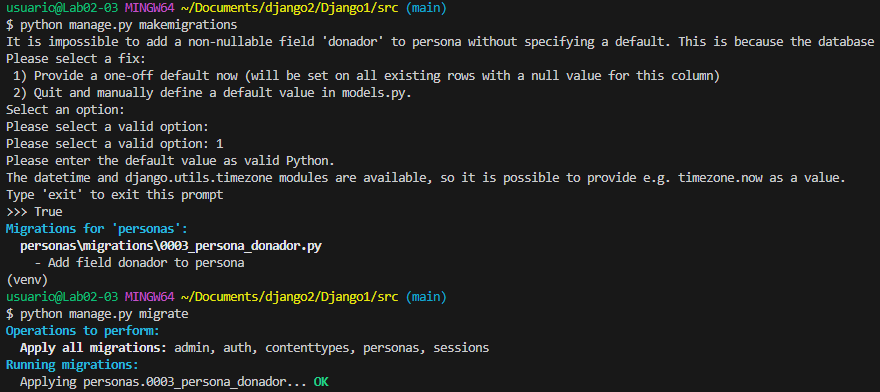 usuario@Lab02-03 MINGW64 ~/Documents/django2/Django1/src (main)
$ python manage.py makemigrations
It is impossible to add a non-nullable field 'donador' to persona without specifying a default. This is because the database
Please select a fix:
 1) Provide a one-off default now (will be set on all existing rows with a null value for this column)
 2) Quit and manually define a default value in models.py.
Select an option:
Please select a valid option:
Please select a valid option: 1
Please enter the default value as valid Python.
The datetime and django.utils.timezone modules are available, so it is possible to provide e.g. timezone.now as a value.
Type 'exit' to exit this prompt
>>> True
Migrations for 'personas':
  personas\migrations\0003_persona_donador.py
    - Add field donador to persona
(venv)
usuario@Lab02-03 MINGW64 ~/Documents/django2/Django1/src (main)
$ python manage.py migrate
Operations to perform:
  Apply all migrations: admin, auth, contenttypes, personas, sessions
Running migrations:
  Applying personas.0003_persona_donador... OK